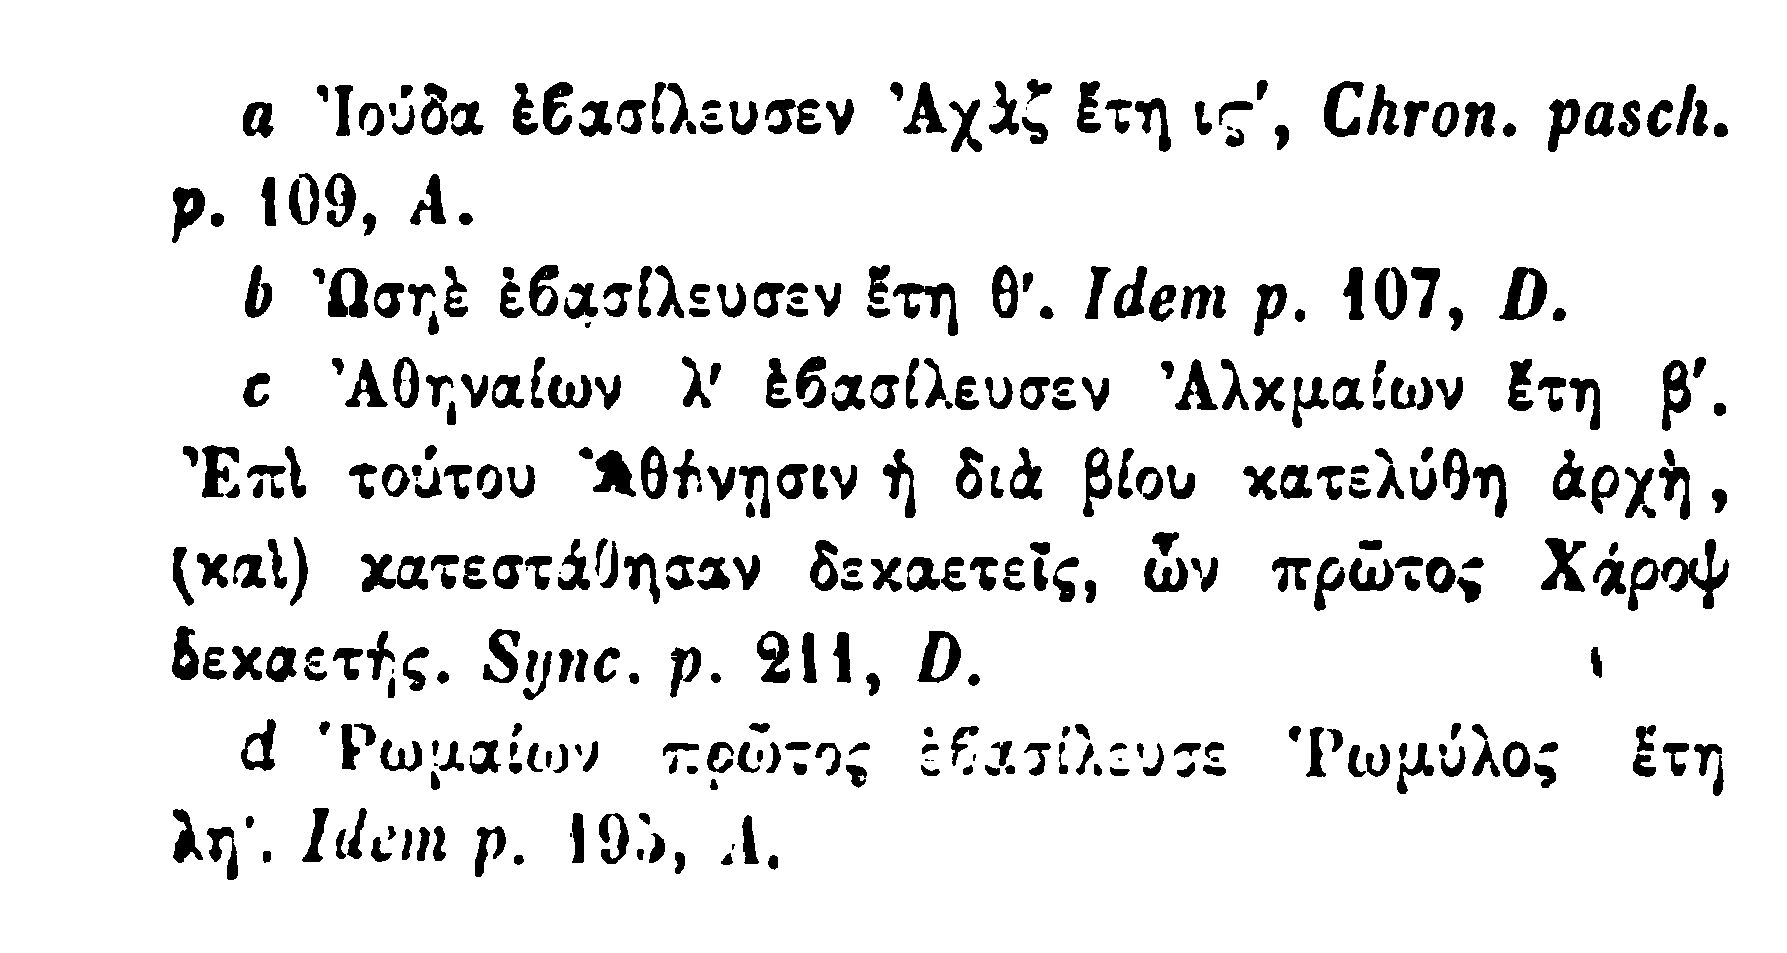 a Ἰούδα ἐϐασίλευσεν Ἀχὰζ ἔτη ις′, Chron. pasch.
p. 109, A.
b Ὠσηὲ ἐϐασίλευσεν ἔτη θ′. Idem p. 107, D.
c Ἀθηναίων λ′ ἐϐασίλευσεν Ἀλκμαίων ἔτη β′.
Ἐπὶ τούτου Ἀθήνησιν ἡ διὰ βίου κατελύθη ἀρχὴ,
(καὶ) κατεστάθησαν δεκαετεῖς, ὧν πρῶτος Χάροψ
δεκαετής. Sync. p. 211, D.
d Ῥωμαίων πρῶτος ἐϐασίλευσε Ῥωμύλος ἔτη
λη′. Idem p. 195, A.